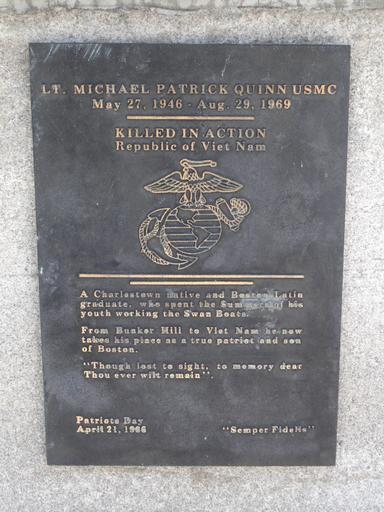 LT. MICHAEL PATRICK QUINN USMC
May 27, 1946 - Aug. 29, 1969
KILLED IN ACTION
Republic of Viet Nam
A Charlestown native and Boston Latin
graduate, who spent the Summers of his
youth working the Swan Boats.
From Bunker Hill to Viet Nam he now
takes his place as a true patriot and son
of Boston.
"Though lost to sight, to memory dear
Thou ever wilt remain".
Patriots Day
April 21, 1986
"Semper Fidelis"